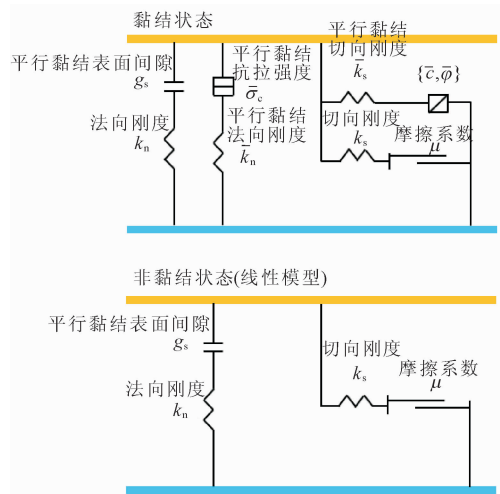 黏结状态
平行黏结表面间隙
gs
法向刚度
kn
平行黏结
抗拉强度
σ̄c
平行黏结
法向刚度
k̄n
平行黏结
切向刚度
k̄s
{c̄,φ̄}
切向刚度
ks
摩擦系数
μ
非黏结状态(线性模型)
平行黏结表面间隙
gs
法向刚度
kn
切向刚度
ks
摩擦系数
μ